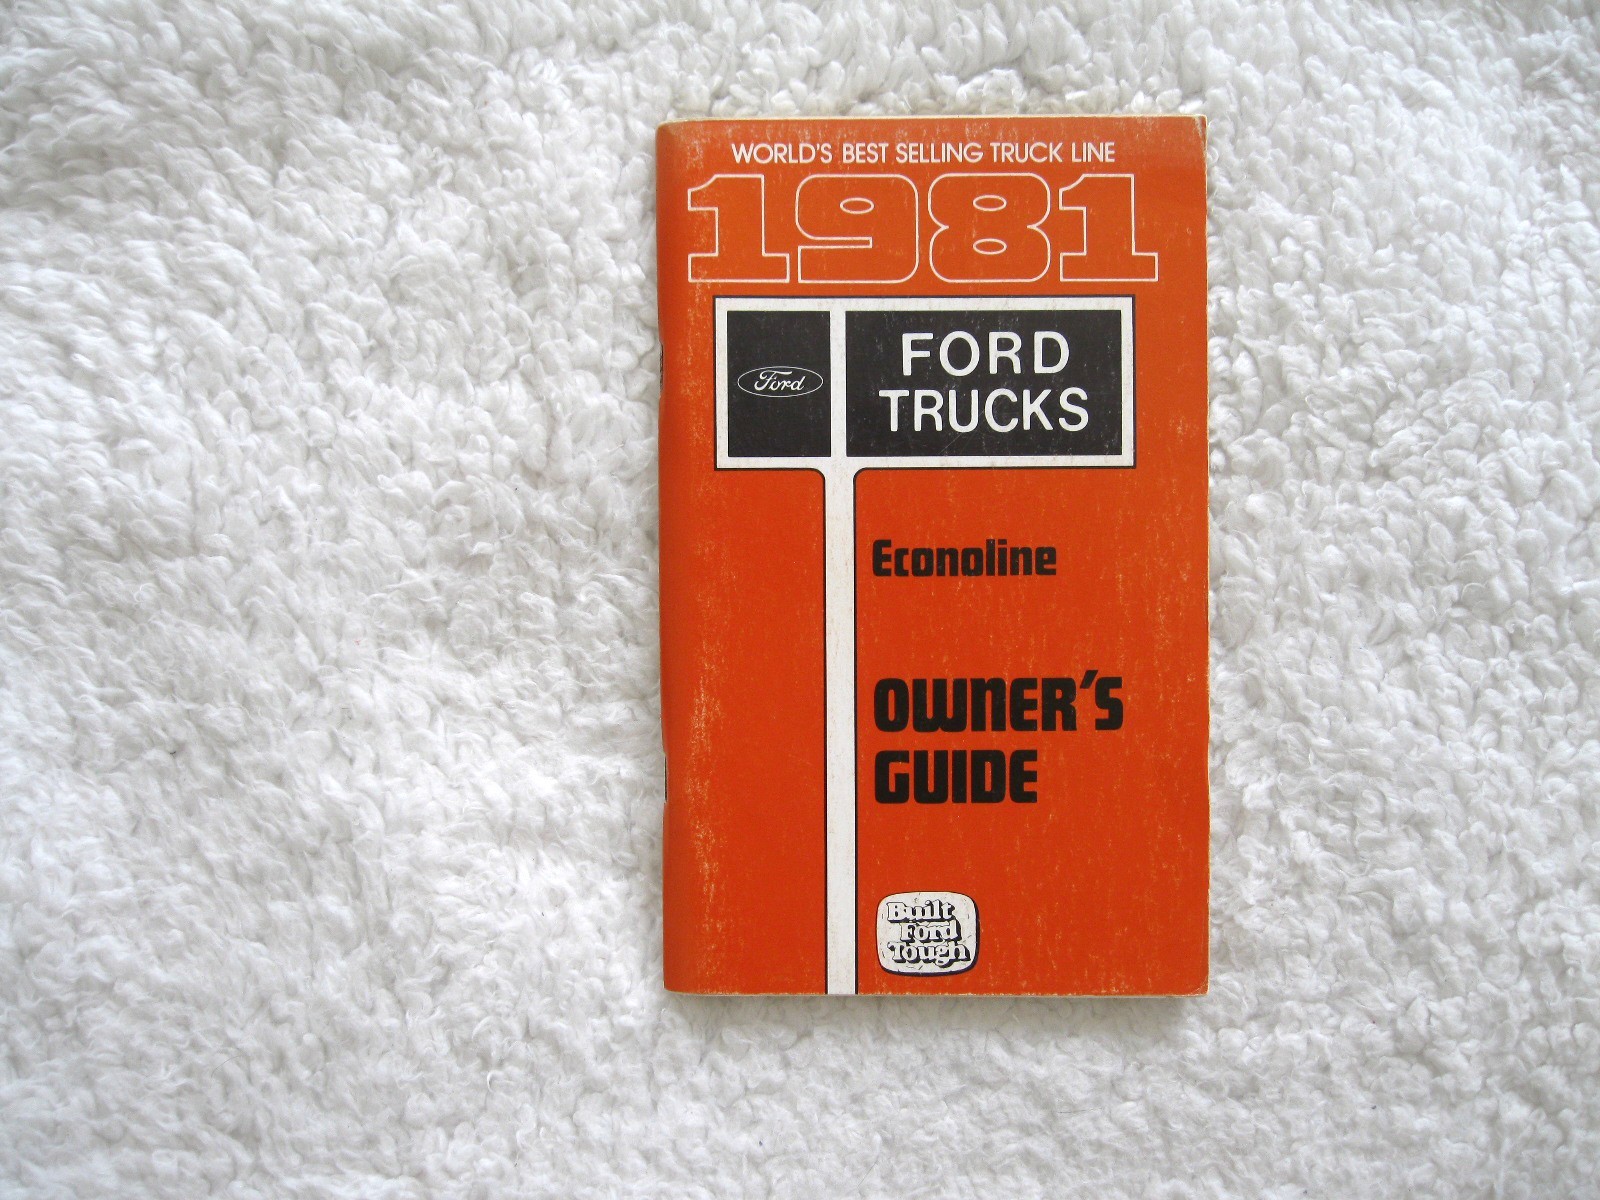 WORLD'S BEST SELLING TRUCK LINE
1981
Ford
FORD
TRUCKS
Econoline
OWNER'S
GUIDE
Built
Ford
Tough